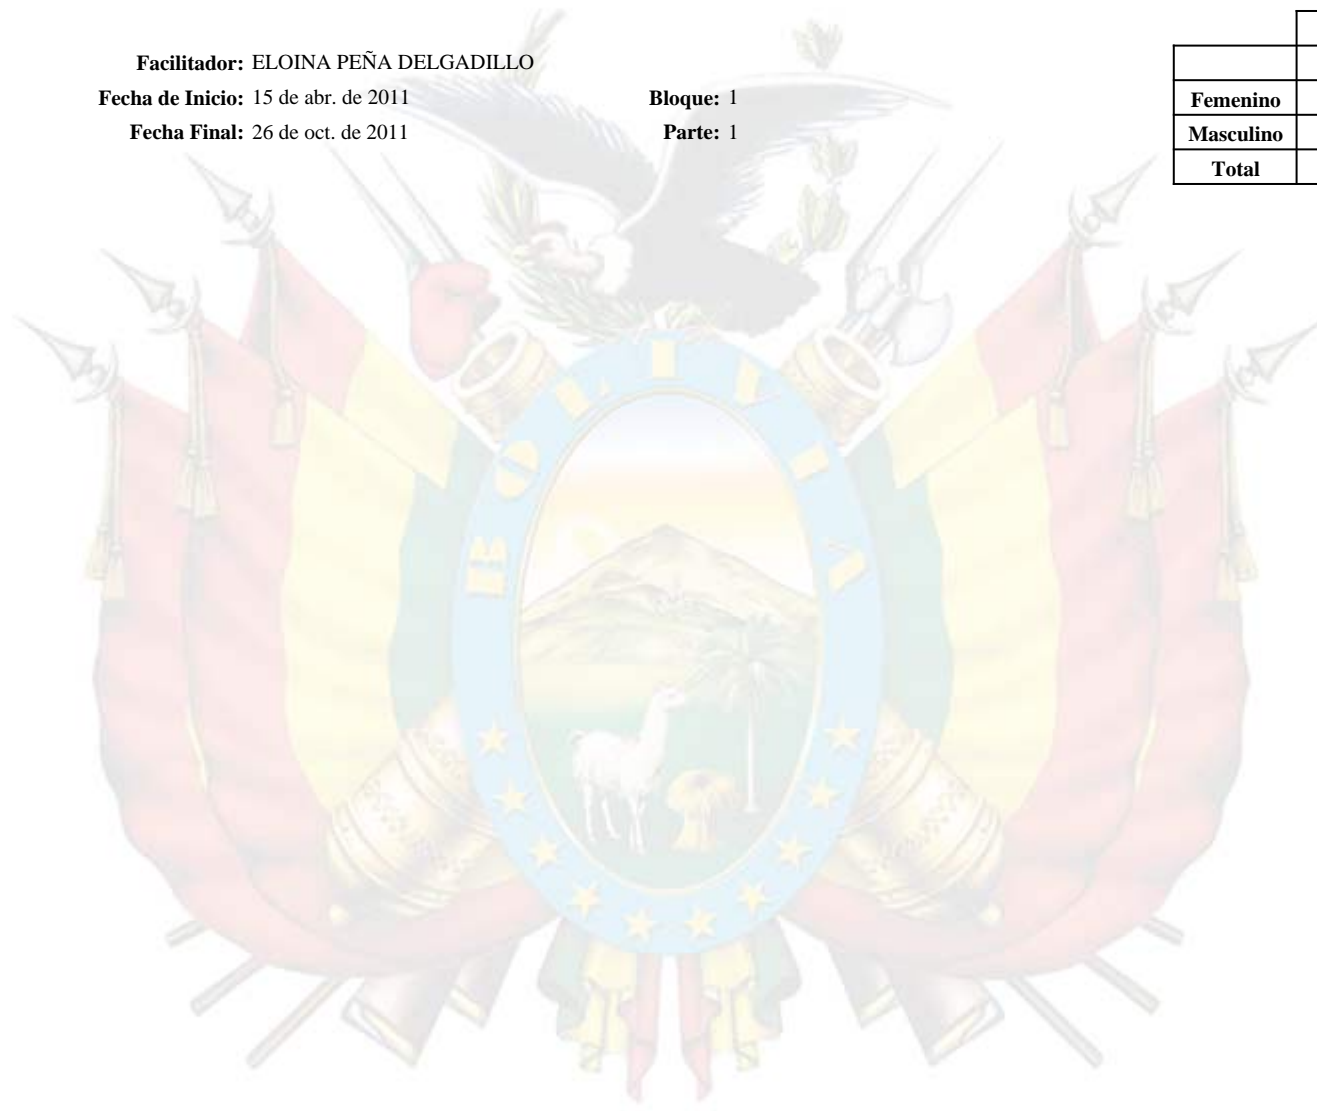 Facilitador: ELOINA PEÑA DELGADILLO
Fecha de Inicio: 15 de abr. de 2011
Bloque: 1
Fecha Final: 26 de oct. de 2011
Parte: 1
Femenino
Masculino
Total
BOLIVIA